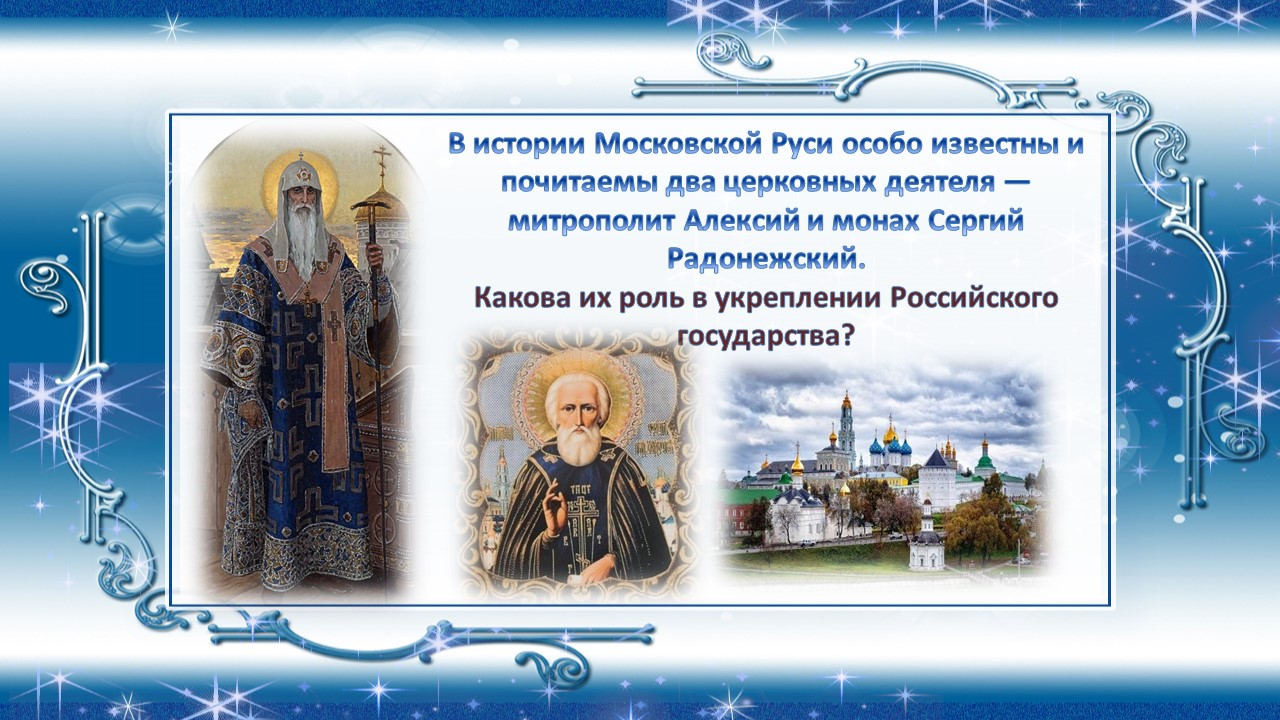 В истории Московской Руси особо известны и
почитаемы два церковных деятеля —
митрополит Алексий и монах Сергий
Радонежский.
Какова их роль в укреплении Российского
государства?